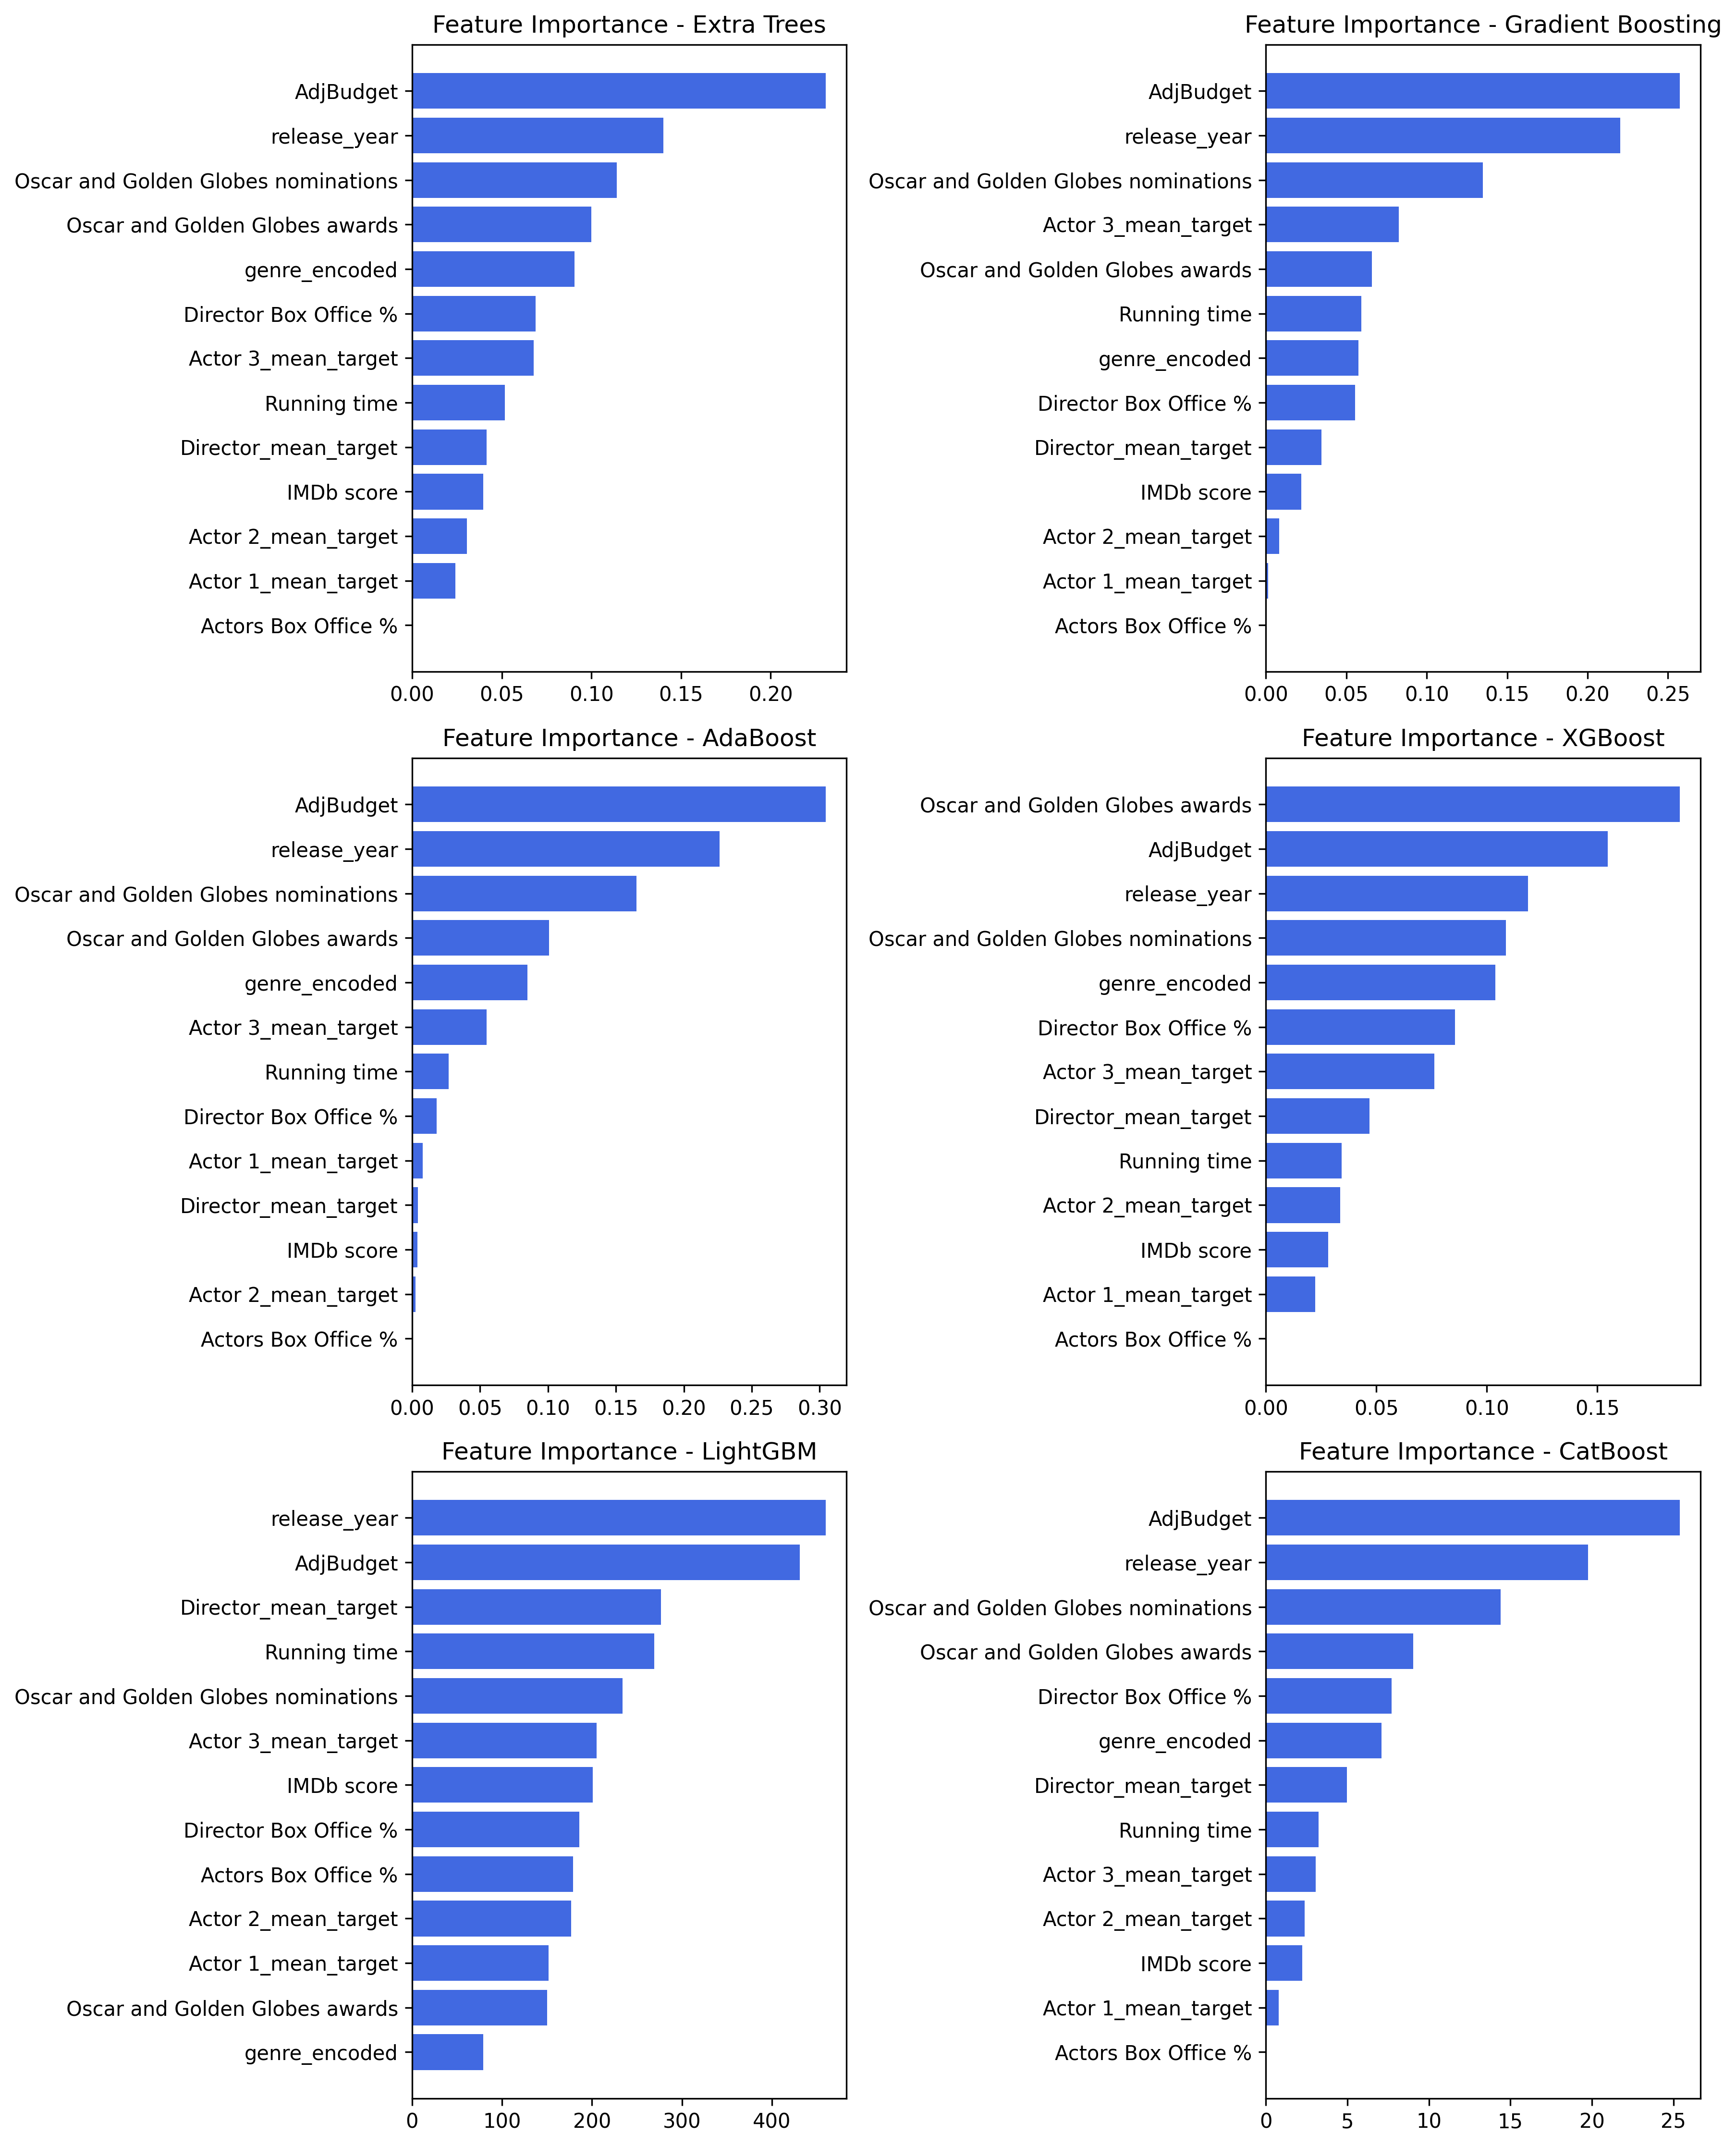 Feature Importance - Extra Trees
AdjBudget
release_year
Oscar and Golden Globes nominations
Oscar and Golden Globes awards
genre_encoded
Director Box Office %
Actor 3_mean_target
Running time
Director_mean_target
IMDb score
Actor 2_mean_target
Actor 1_mean_target
Actors Box Office %
0.00 0.05 0.10 0.15 0.20
Feature Importance - Gradient Boosting
AdjBudget
release_year
Oscar and Golden Globes nominations
Actor 3_mean_target
Oscar and Golden Globes awards
Running time
genre_encoded
Director Box Office %
Director_mean_target
IMDb score
Actor 2_mean_target
Actor 1_mean_target
Actors Box Office %
0.00 0.05 0.10 0.15 0.20 0.25
Feature Importance - AdaBoost
AdjBudget
release_year
Oscar and Golden Globes nominations
Oscar and Golden Globes awards
genre_encoded
Actor 3_mean_target
Running time
Director Box Office %
Actor 1_mean_target
Director_mean_target
IMDb score
Actor 2_mean_target
Actors Box Office %
0.00 0.05 0.10 0.15 0.20 0.25 0.30
Feature Importance - XGBoost
Oscar and Golden Globes awards
AdjBudget
release_year
Oscar and Golden Globes nominations
genre_encoded
Director Box Office %
Actor 3_mean_target
Director_mean_target
Running time
Actor 2_mean_target
IMDb score
Actor 1_mean_target
Actors Box Office %
0.00 0.05 0.10 0.15
Feature Importance - LightGBM
release_year
AdjBudget
Director_mean_target
Running time
Oscar and Golden Globes nominations
Actor 3_mean_target
IMDb score
Director Box Office %
Actors Box Office %
Actor 2_mean_target
Actor 1_mean_target
Oscar and Golden Globes awards
genre_encoded
0 100 200 300 400
Feature Importance - CatBoost
AdjBudget
release_year
Oscar and Golden Globes nominations
Oscar and Golden Globes awards
Director Box Office %
genre_encoded
Director_mean_target
Running time
Actor 3_mean_target
Actor 2_mean_target
IMDb score
Actor 1_mean_target
Actors Box Office %
0 5 10 15 20 25